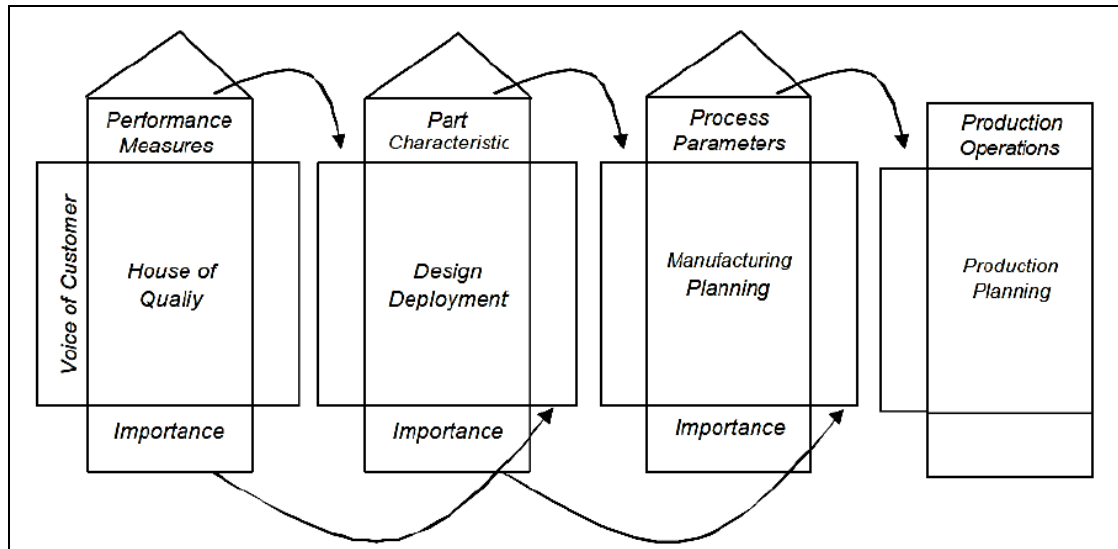 Performance
Measures
Voice of Customer
House of
Qualiy
Importance
Part
Characteristic
Design
Deployment
Importance
Process
Parameters
Manufacturing
Planning
Importance
Production
Operations
Production
Planning